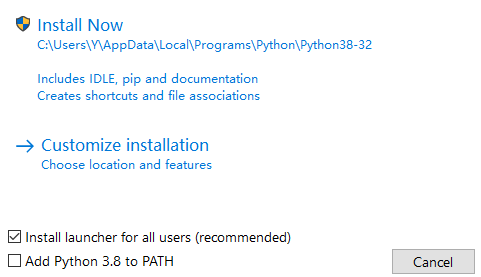 Install Now
C:\Users\Y\AppData\Local\Programs\Python\Python38-32
Includes IDLE, pip and documentation
Creates shortcuts and file associations
Customize installation
Choose location and features
Install launcher for all users (recommended)
Add Python 3.8 to PATH
Cancel